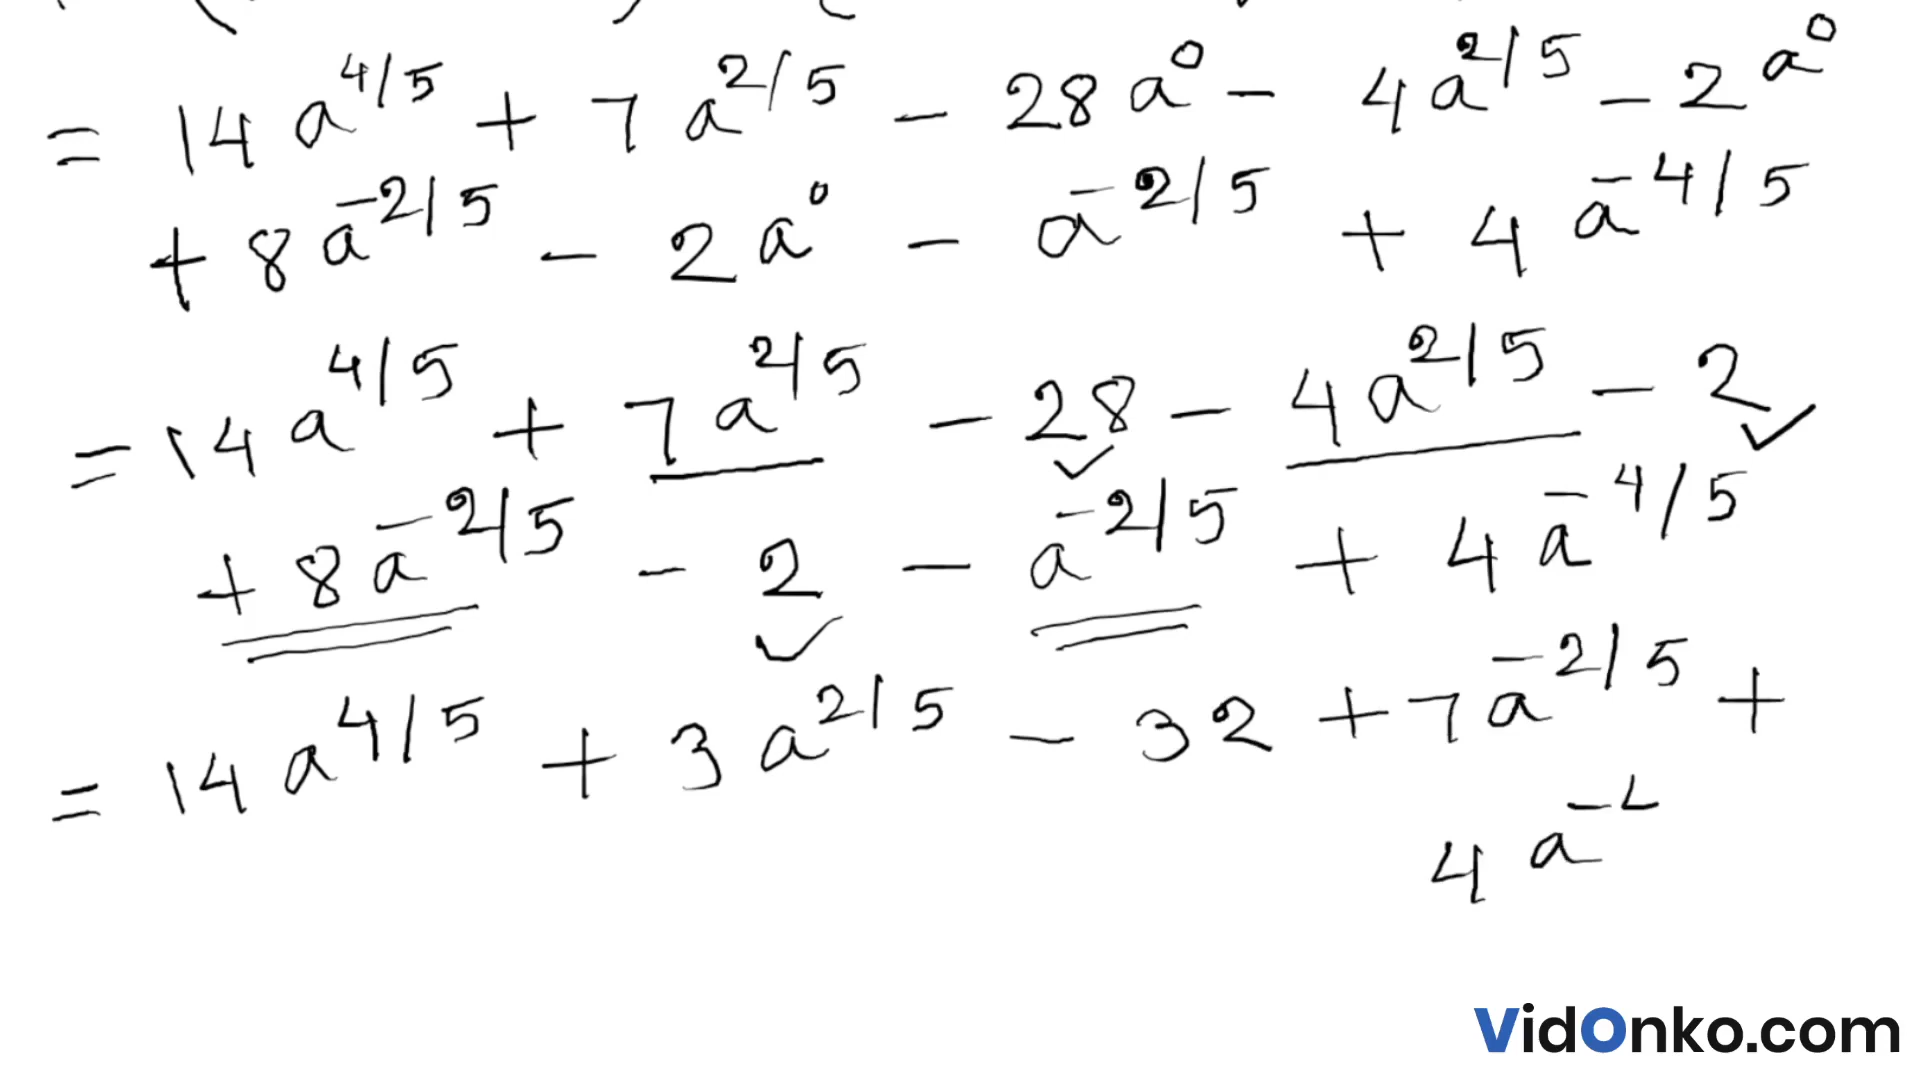 = 14 a^{4/5} + 7 a^{2/5} - 28 a^{0} - 4 a^{2/5} - 2 a^{0}
+ 8 a^{-2/5} - 2 a^{0} - a^{-2/5} + 4 a^{-4/5}
= 14 a^{4/5} + 7 a^{2/5} - 28 - 4 a^{2/5} - 2
+ 8 a^{-2/5} - 2 - a^{-2/5} + 4 a^{-4/5}
= 14 a^{4/5} + 3 a^{2/5} - 32 + 7 a^{-2/5} +
4 a^{-
VidOnko.com